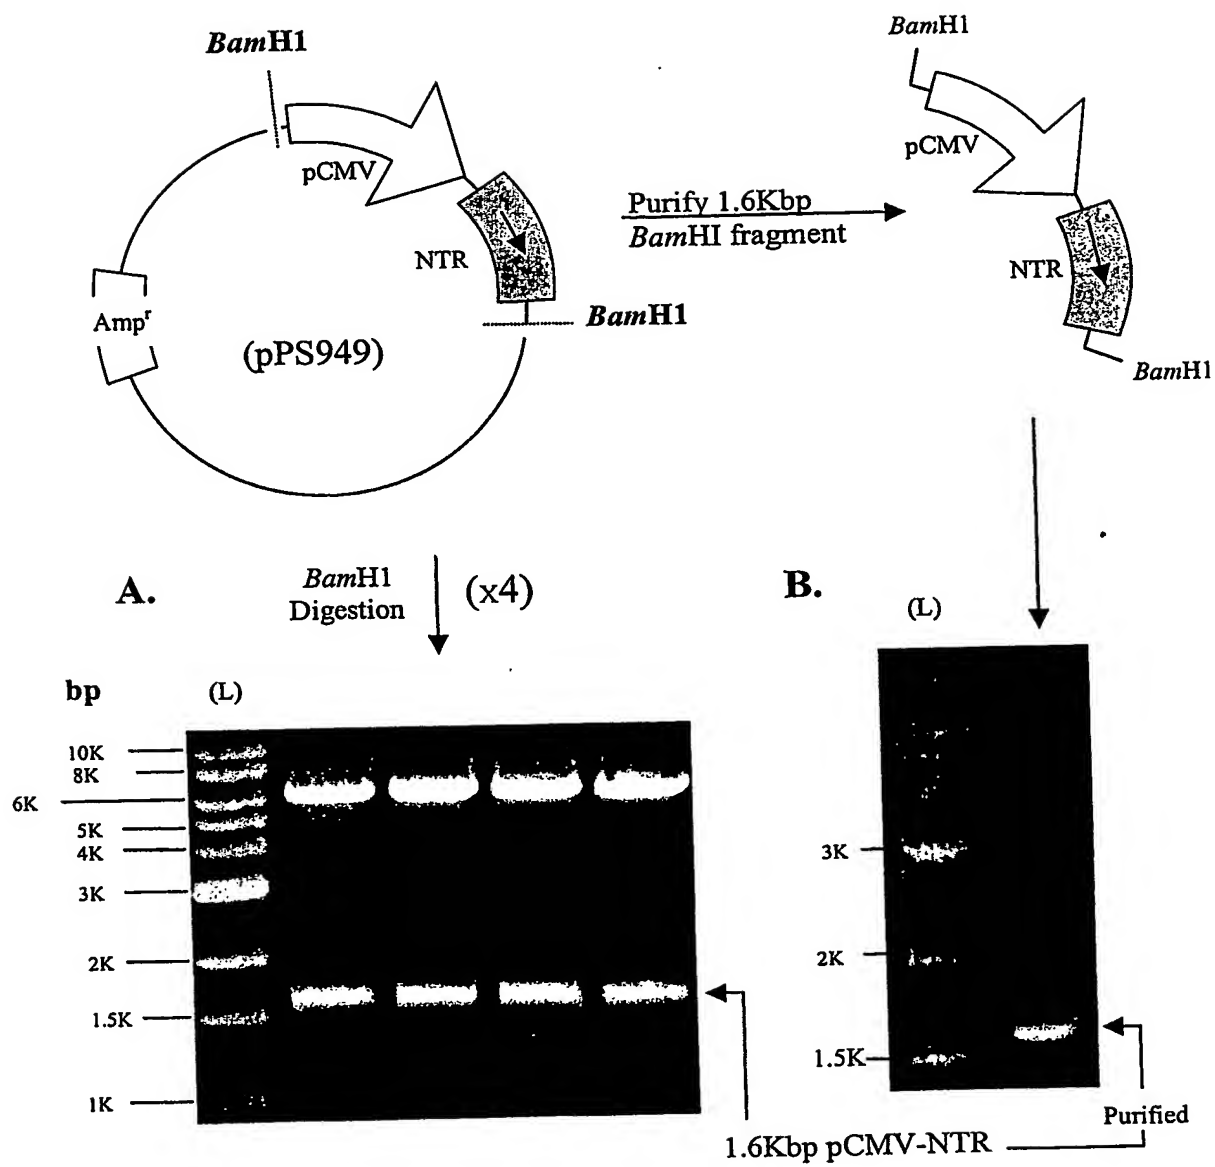 BamH1
pCMV
NTR
BamH1
Ampʳ
(pPS949)
Purify 1.6Kbp
BamHI fragment
BamH1
pCMV
NTR
BamH1
A.
BamH1
Digestion
(x4)
B.
(L)
bp
(L)
10K
8K
6K
5K
4K
3K
2K
1.5K
1K
3K
2K
1.5K
Purified
1.6Kbp pCMV-NTR